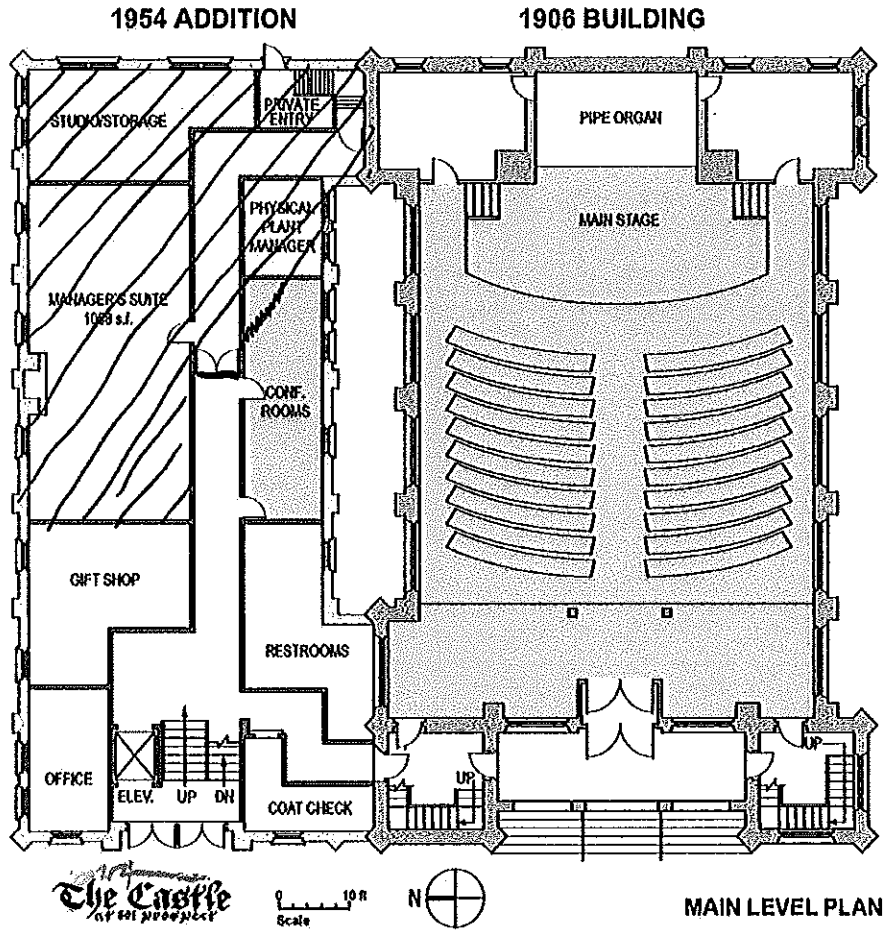 1954 ADDITION
1906 BUILDING
STUDIO/STORAGE
PRIVATE
ENTRY
PIPE ORGAN
PHYSICAL
PLANT
MANAGER
MAIN STAGE
MANAGER'S SUITE
s.f.
CONF.
ROOMS
GIFT SHOP
RESTROOMS
OFFICE
ELEV.
UP
DN
COAT CHECK
UP
UP
The Castle
at
0
10 ft
Scale
N
MAIN LEVEL PLAN